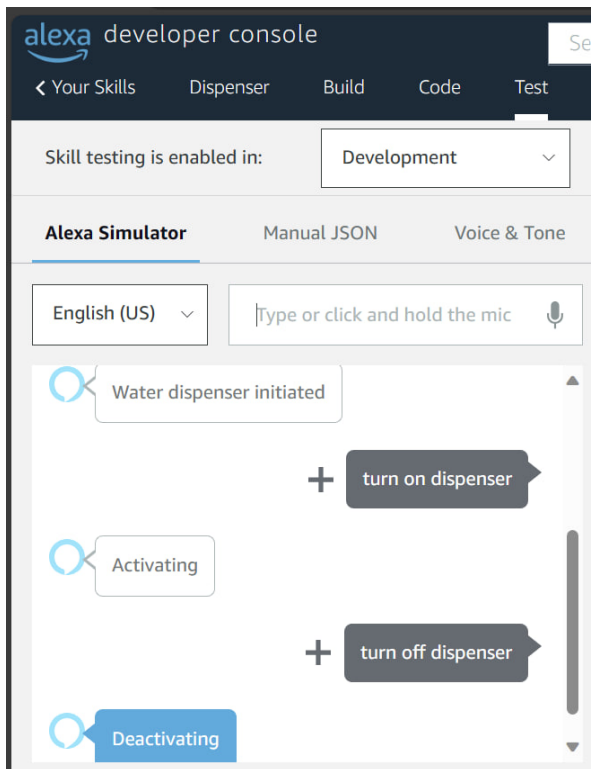 alexa developer console
Se
Your Skills Dispenser Build Code Test
Skill testing is enabled in: Development
Alexa Simulator Manual JSON Voice & Tone
English (US) Type or click and hold the mic
Water dispenser initiated
turn on dispenser
Activating
turn off dispenser
Deactivating